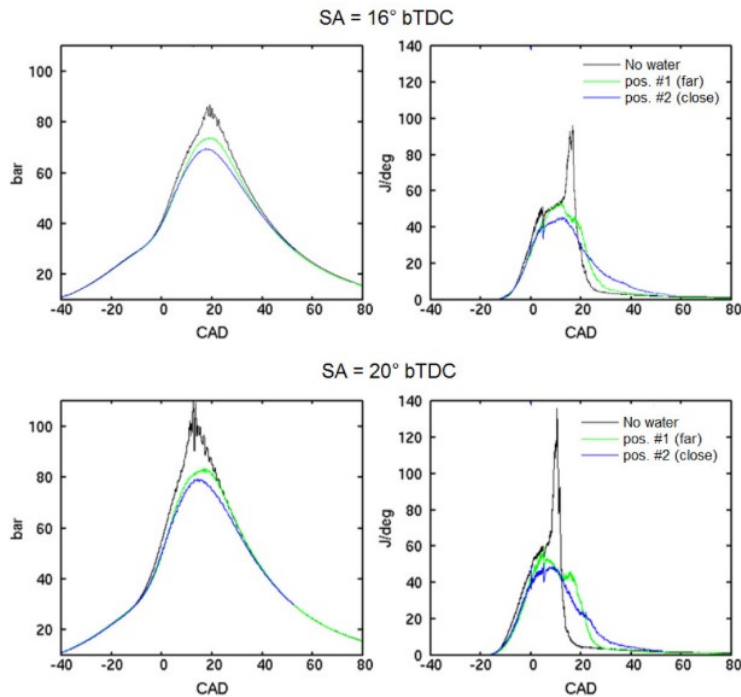 SA = 16° bTDC
100
80
60
40
20
bar
-40 -20 0 20 40 60 80
CAD
140
120
100
80
60
40
20
0
J/deg
-40 -20 0 20 40 60 80
CAD
No water
pos. #1 (far)
pos. #2 (close)
SA = 20° bTDC
100
80
60
40
20
bar
-40 -20 0 20 40 60 80
CAD
140
120
100
80
60
40
20
0
J/deg
-40 -20 0 20 40 60 80
CAD
No water
pos. #1 (far)
pos. #2 (close)